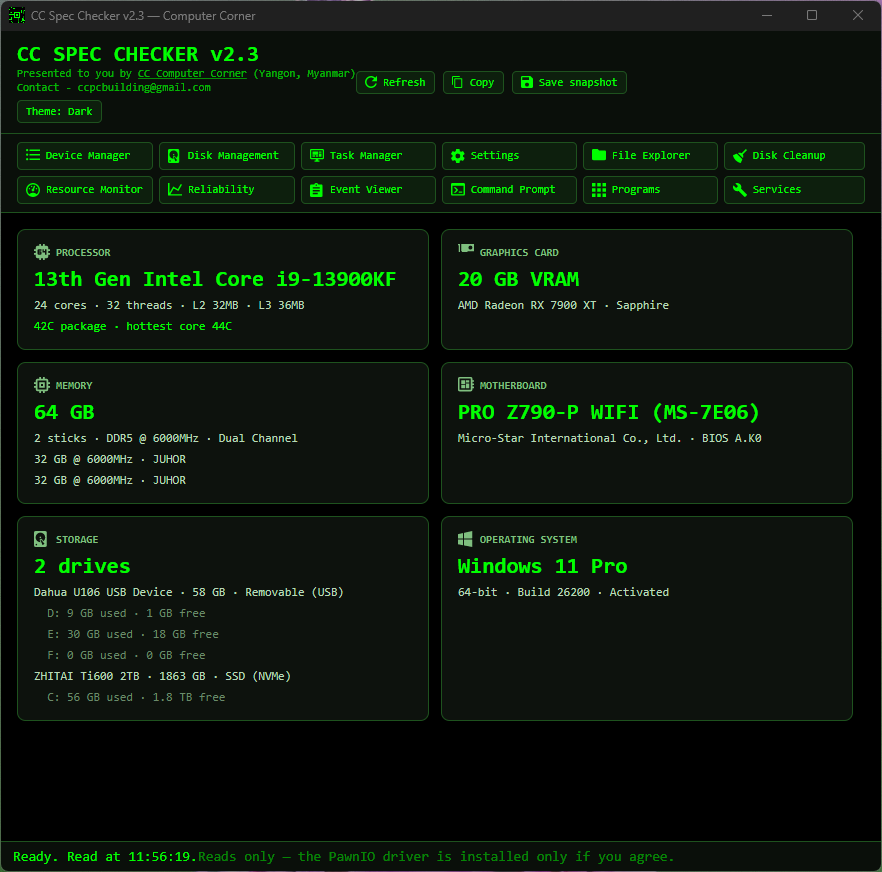 CC Spec Checker v2.3 — Computer Corner
CC SPEC CHECKER v2.3
Presented to you by CC Computer Corner (Yangon, Myanmar)
Contact - ccpcbuilding@gmail.com
Refresh
Copy
Save snapshot
Theme: Dark
Device Manager
Disk Management
Task Manager
Settings
File Explorer
Disk Cleanup
Resource Monitor
Reliability
Event Viewer
Command Prompt
Programs
Services
PROCESSOR
13th Gen Intel Core i9-13900KF
24 cores · 32 threads · L2 32MB · L3 36MB
42C package · hottest core 44C
GRAPHICS CARD
20 GB VRAM
AMD Radeon RX 7900 XT · Sapphire
MEMORY
64 GB
2 sticks · DDR5 @ 6000MHz · Dual Channel
32 GB @ 6000MHz · JUHOR
32 GB @ 6000MHz · JUHOR
MOTHERBOARD
PRO Z790-P WIFI (MS-7E06)
Micro-Star International Co., Ltd. · BIOS A.K0
STORAGE
2 drives
Dahua U106 USB Device · 58 GB · Removable (USB)
D: 9 GB used · 1 GB free
E: 30 GB used · 18 GB free
F: 0 GB used · 0 GB free
ZHITAI Ti600 2TB · 1863 GB · SSD (NVMe)
C: 56 GB used · 1.8 TB free
OPERATING SYSTEM
Windows 11 Pro
64-bit · Build 26200 · Activated
Ready. Read at 11:56:19.Reads only — the PawnIO driver is installed only if you agree.